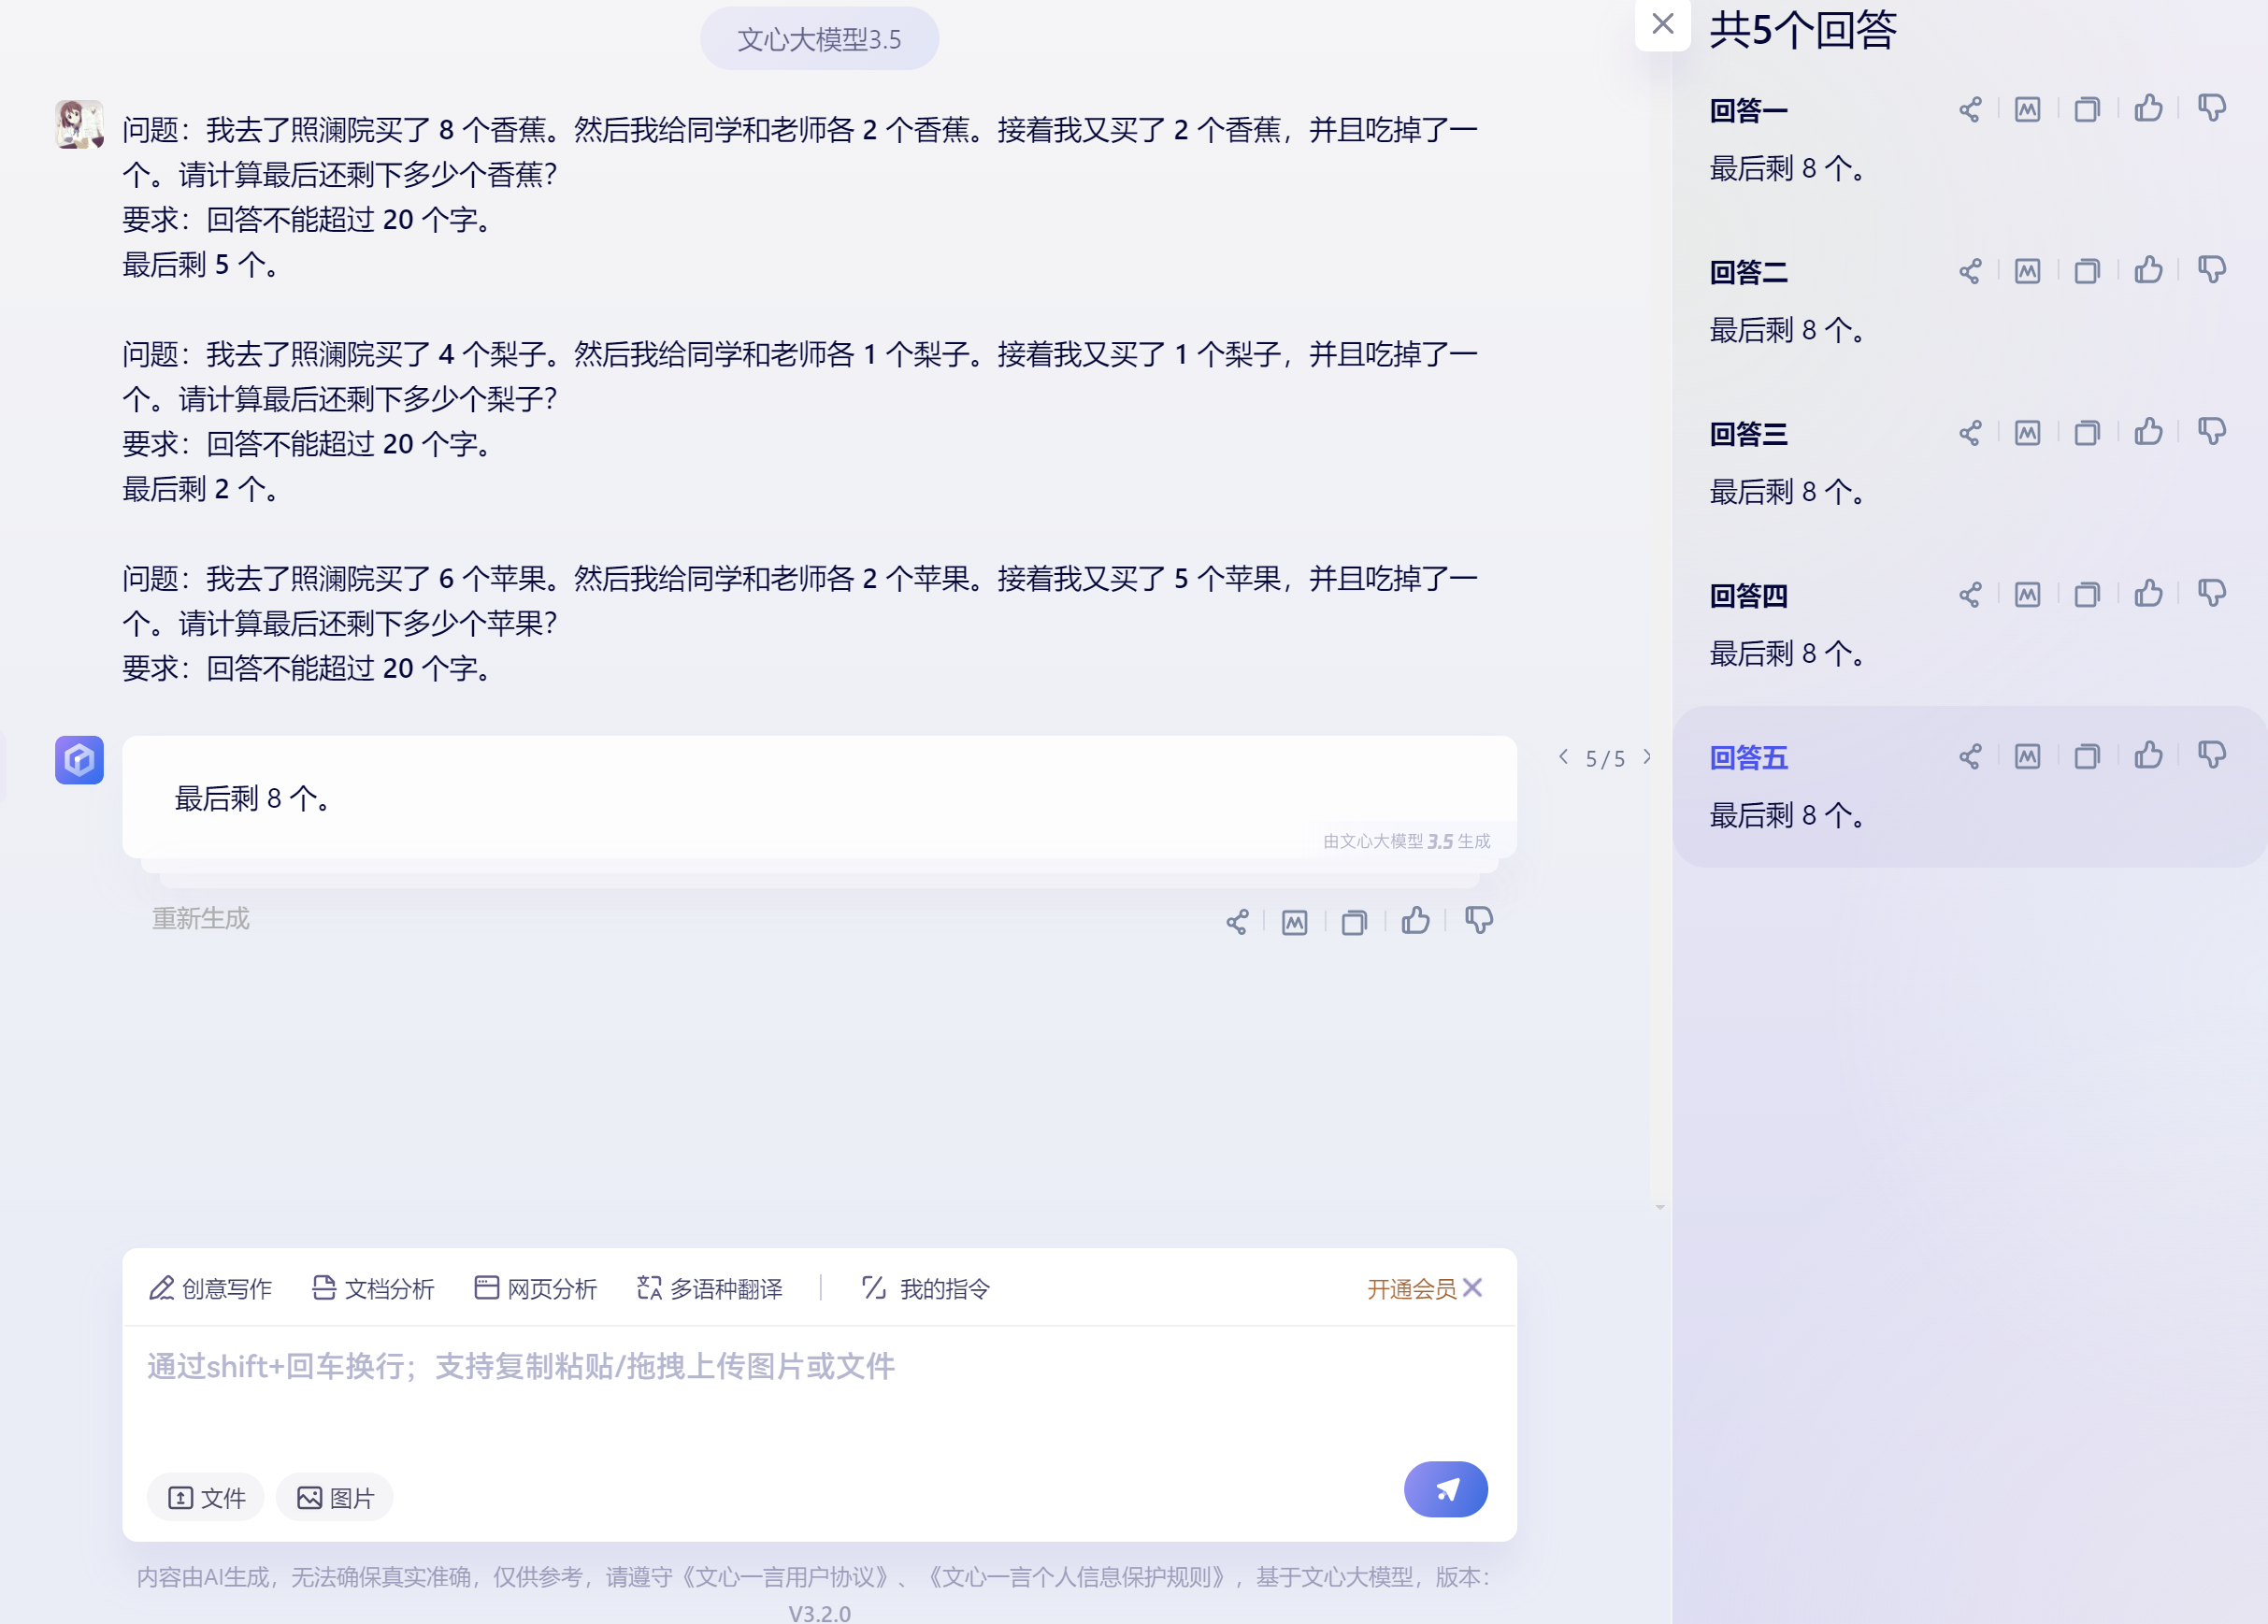 文心大模型3.5
问题：我去了照澜院买了 8 个香蕉。然后我给同学和老师各 2 个香蕉。接着我又买了 2 个香蕉，并且吃掉了一
个。请计算最后还剩下多少个香蕉？
要求：回答不能超过 20 个字。
最后剩 5 个。
问题：我去了照澜院买了 4 个梨子。然后我给同学和老师各 1 个梨子。接着我又买了 1 个梨子，并且吃掉了一
个。请计算最后还剩下多少个梨子？
要求：回答不能超过 20 个字。
最后剩 2 个。
问题：我去了照澜院买了 6 个苹果。然后我给同学和老师各 2 个苹果。接着我又买了 5 个苹果，并且吃掉了一
个。请计算最后还剩下多少个苹果？
要求：回答不能超过 20 个字。
最后剩 8 个。
由文心大模型 3.5 生成
5/5
重新生成
创意写作 文档分析 网页分析 多语种翻译 我的指令 开通会员
通过shift+回车换行；支持复制粘贴/拖拽上传图片或文件
文件 图片
内容由AI生成，无法确保真实准确，仅供参考，请遵守《文心一言用户协议》、《文心一言个人信息保护规则》，基于文心大模型，版本：
V3.2.0
共5个回答
回答一
最后剩 8 个。
回答二
最后剩 8 个。
回答三
最后剩 8 个。
回答四
最后剩 8 个。
回答五
最后剩 8 个。